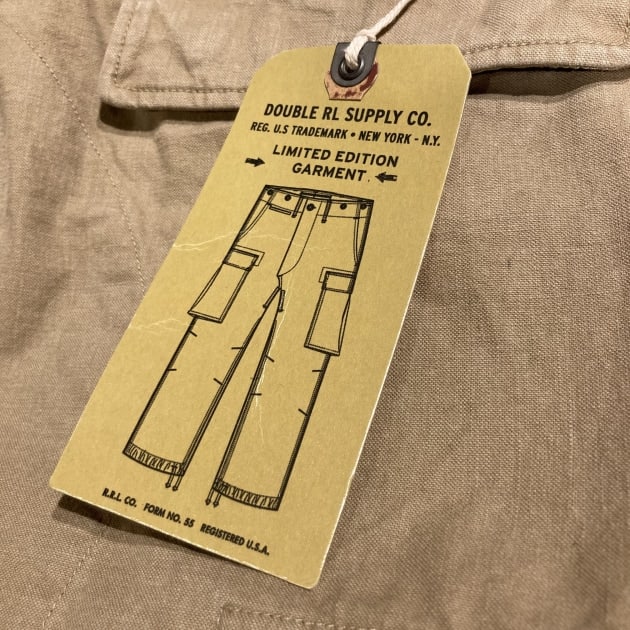 DOUBLE RL SUPPLY CO.
REG. U.S TRADEMARK • NEW YORK - N.Y.
LIMITED EDITION
GARMENT.
R.R.L CO. FORM NO. 55 REGISTERED U.S.A.